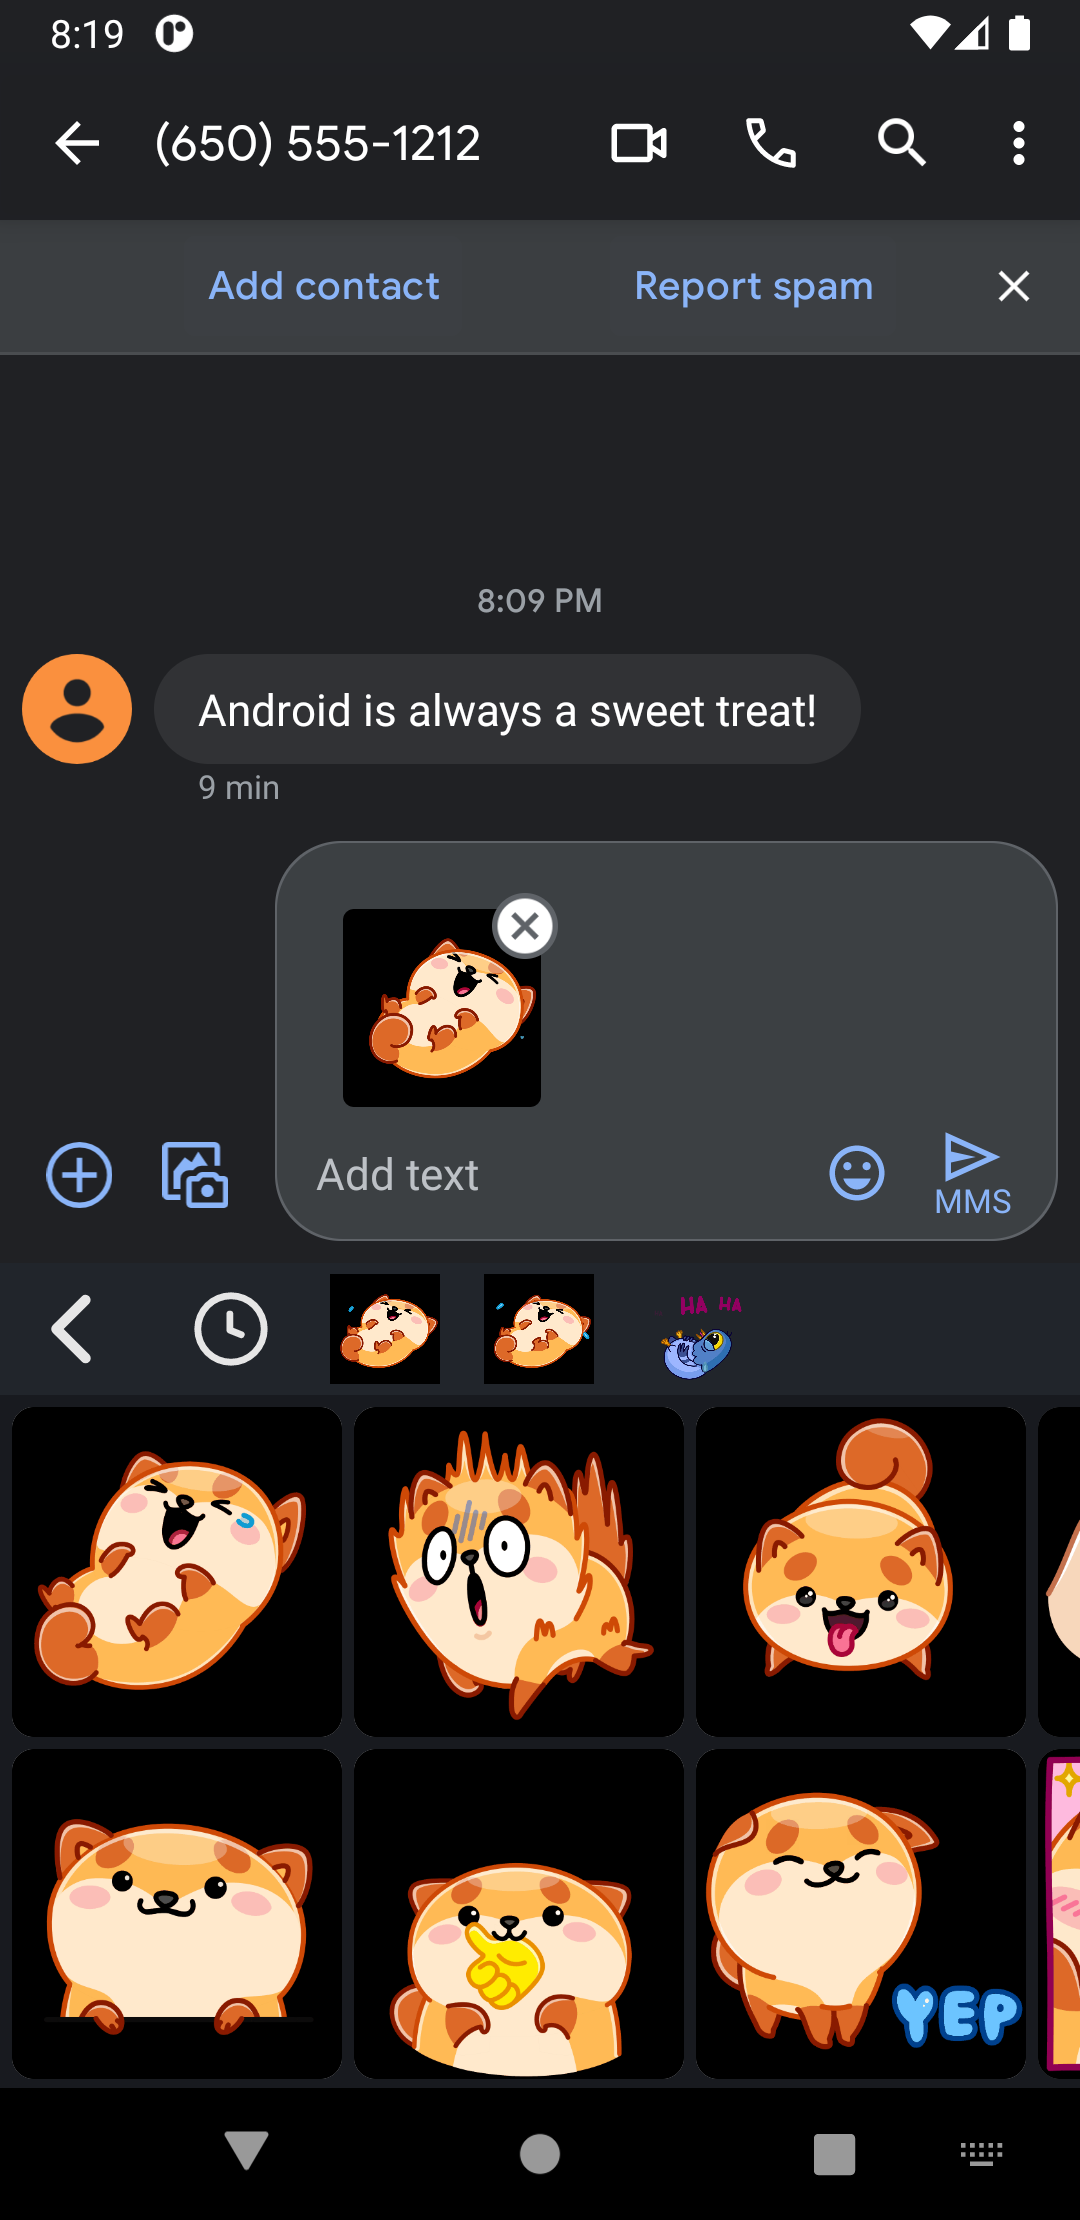 8:19
(650) 555-1212
Add contact
Report spam
8:09 PM
Android is always a sweet treat!
9 min
Add text
MMS
HA HA
YEP